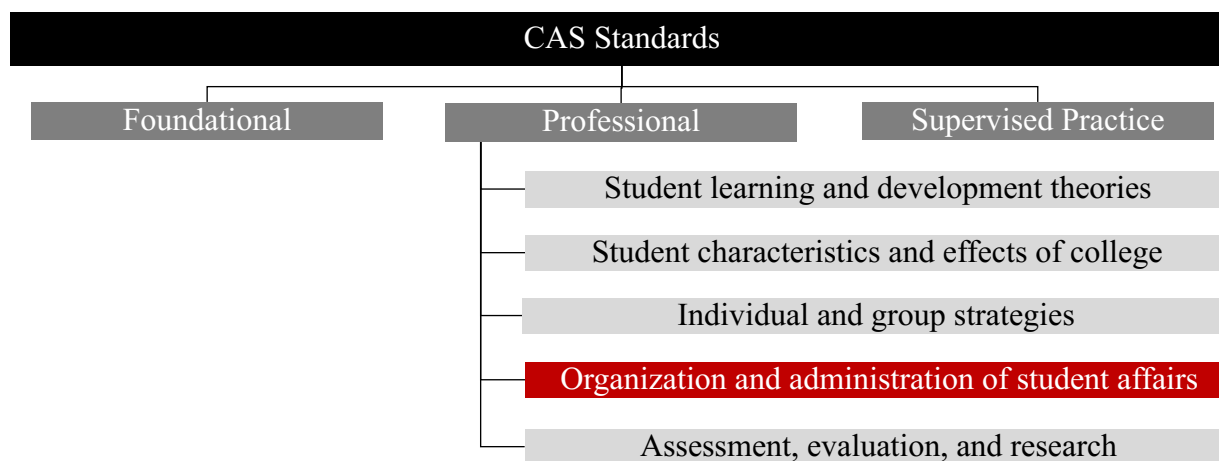 CAS Standards
Foundational
Professional
Supervised Practice
Student learning and development theories
Student characteristics and effects of college
Individual and group strategies
Organization and administration of student affairs
Assessment, evaluation, and research